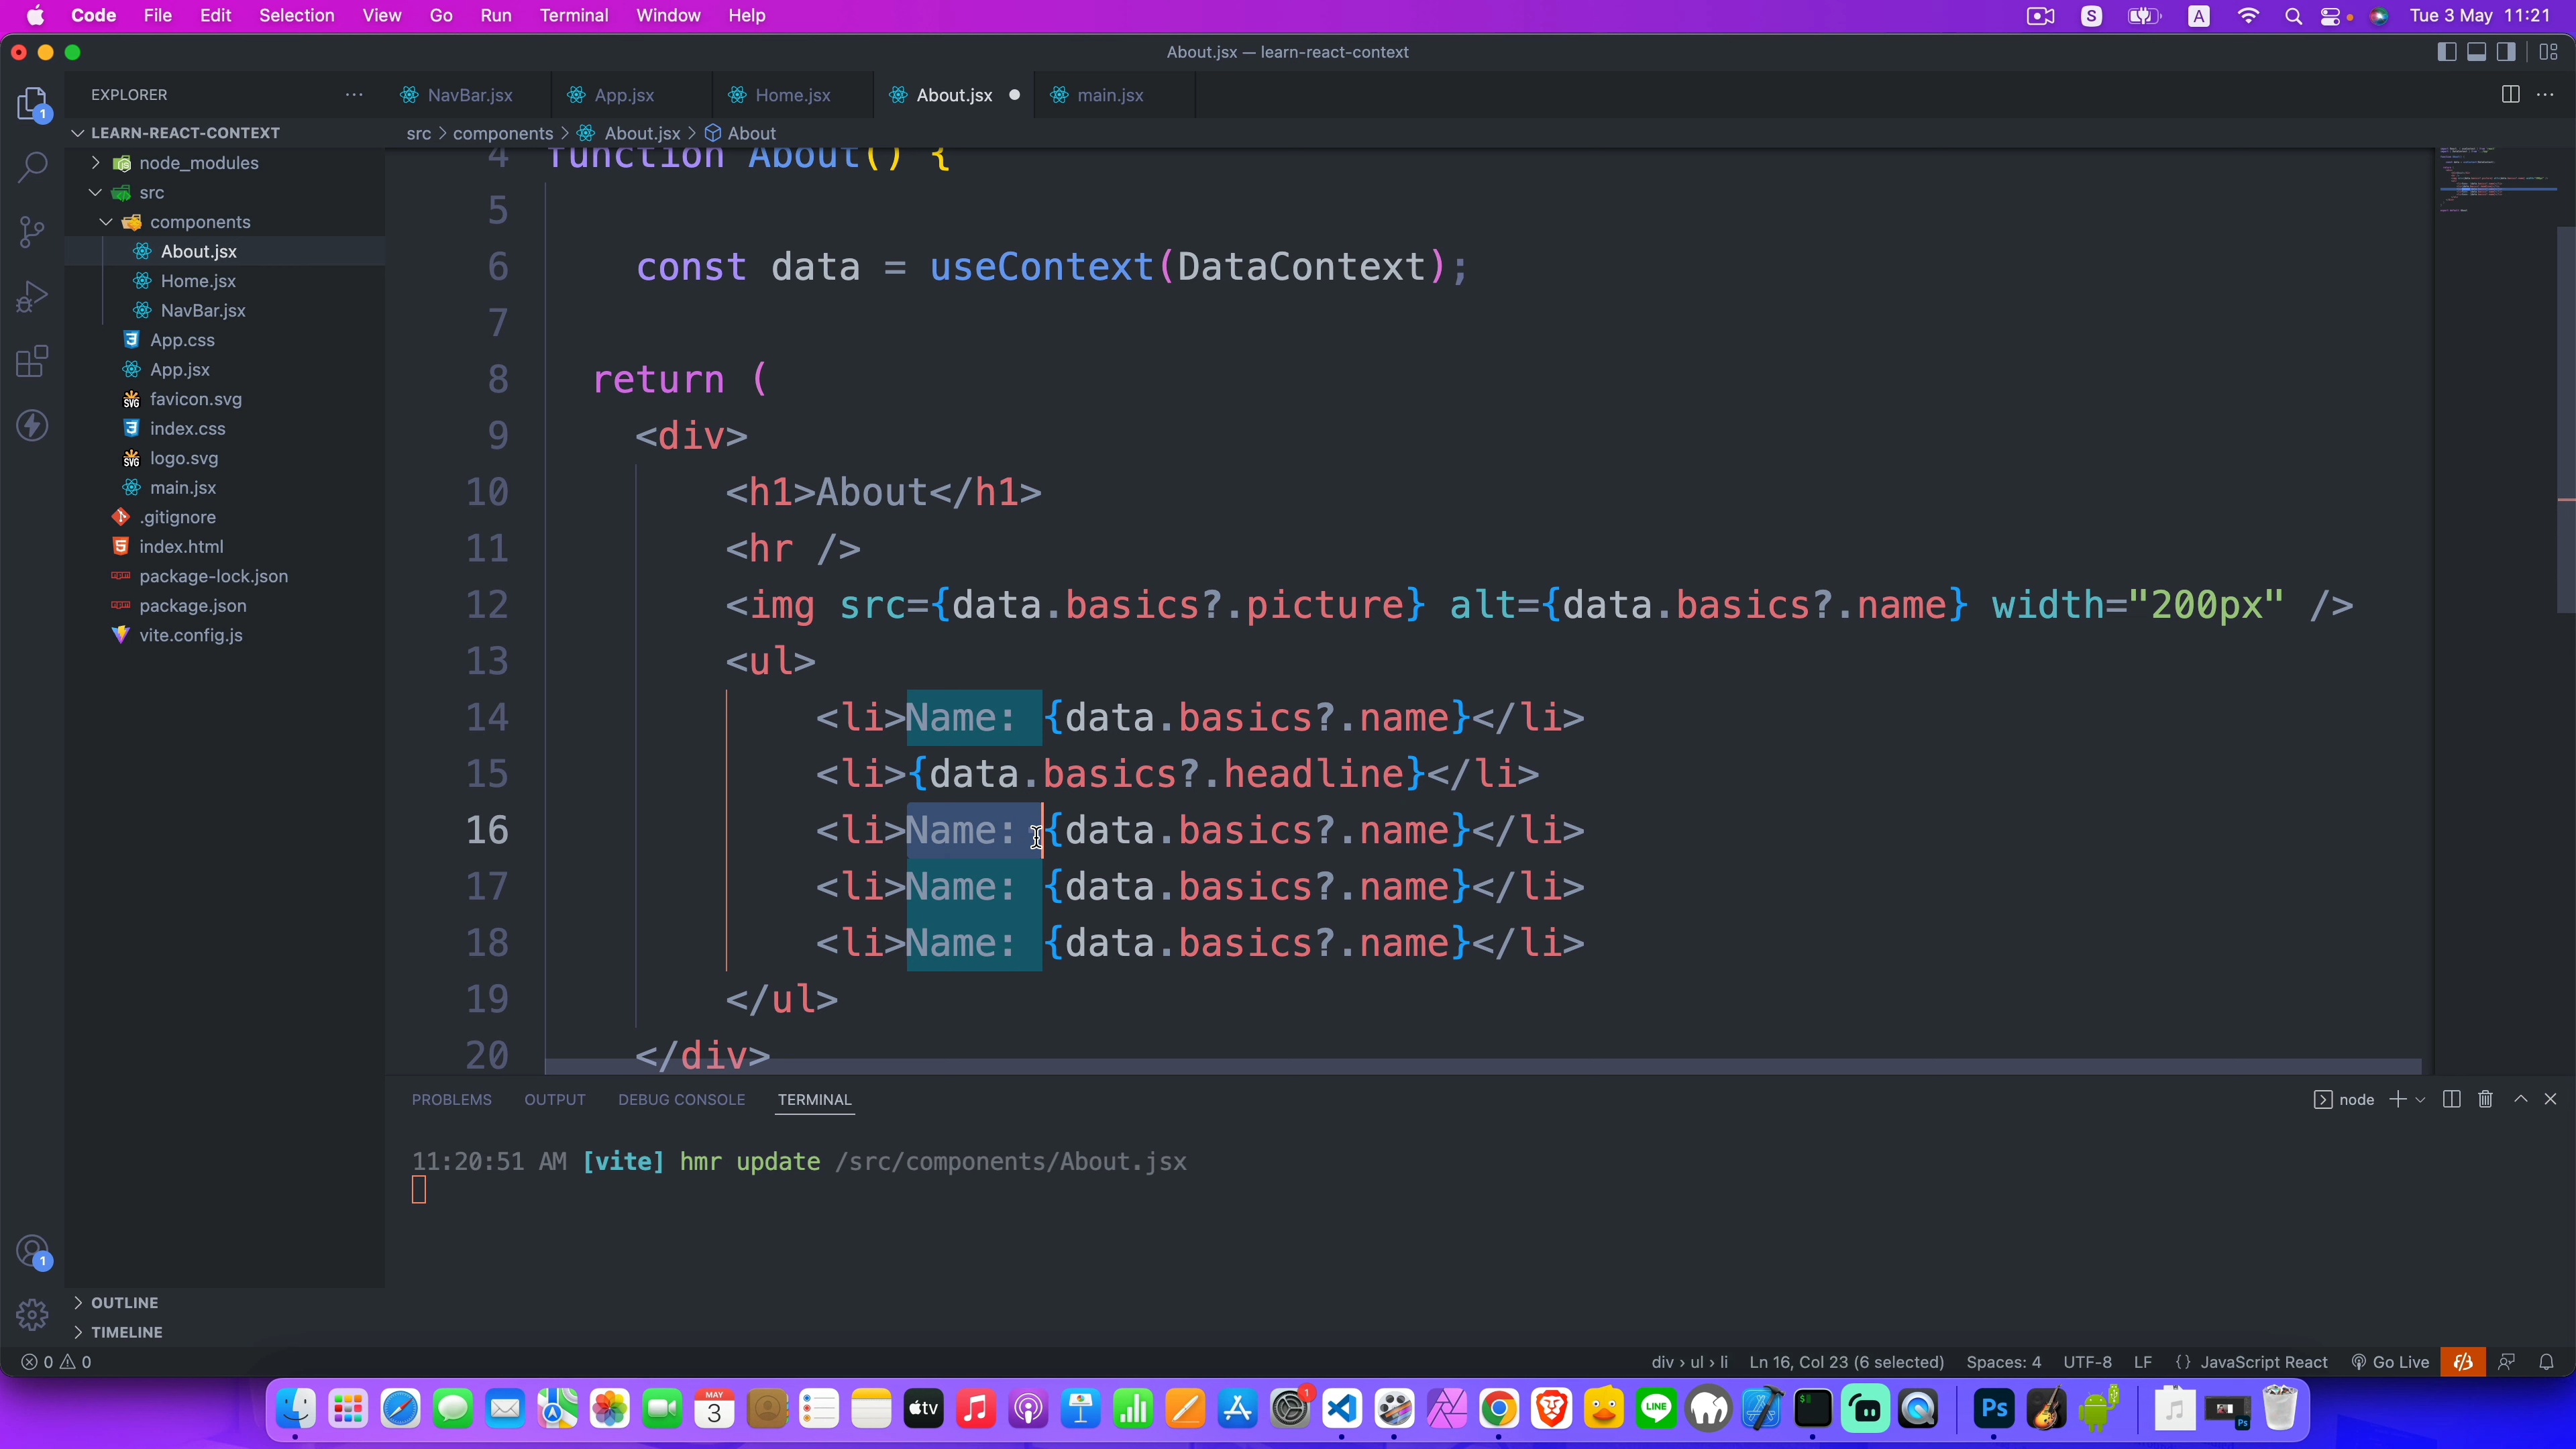 Code File Edit Selection View Go Run Terminal Window Help
S A Tue 3 May 11:21
About.jsx — learn-react-context
EXPLORER
NavBar.jsx App.jsx Home.jsx About.jsx main.jsx
LEARN-REACT-CONTEXT
src > components > About.jsx > About
node_modules
src
components
About.jsx
Home.jsx
NavBar.jsx
App.css
App.jsx
favicon.svg
index.css
logo.svg
main.jsx
.gitignore
index.html
package-lock.json
package.json
vite.config.js
4 function About() {
5
6 const data = useContext(DataContext);
7
8 return (
9 <div>
10 <h1>About</h1>
11 <hr />
12 <img src={data.basics?.picture} alt={data.basics?.name} width="200px" />
13 <ul>
14 <li>Name: {data.basics?.name}</li>
15 <li>{data.basics?.headline}</li>
16 <li>Name: {data.basics?.name}</li>
17 <li>Name: {data.basics?.name}</li>
18 <li>Name: {data.basics?.name}</li>
19 </ul>
20 </div>
PROBLEMS OUTPUT DEBUG CONSOLE TERMINAL
node
11:20:51 AM [vite] hmr update /src/components/About.jsx
1
1
OUTLINE
TIMELINE
0 0
div > ul > li Ln 16, Col 23 (6 selected) Spaces: 4 UTF-8 LF {} JavaScript React Go Live
MAY
3
tv
1
LINE
Ps
Ps